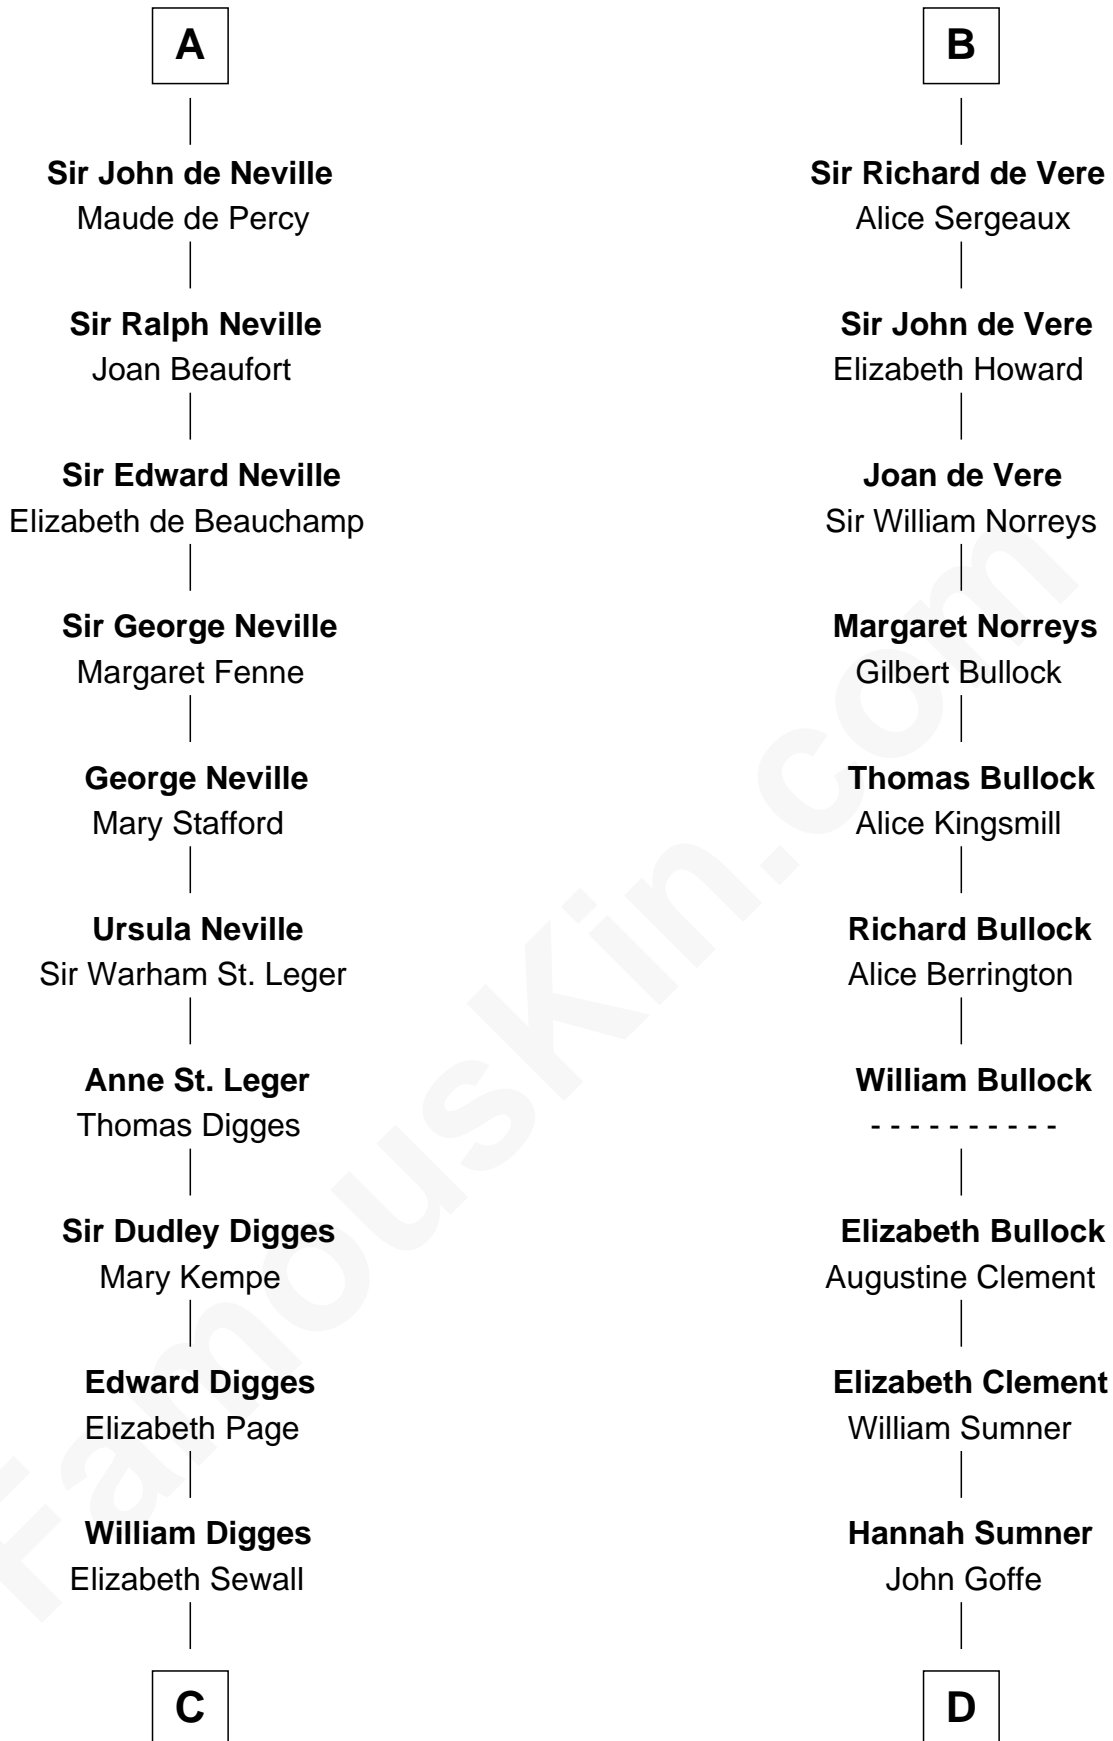 A
Sir John de Neville
Maude de Percy
Sir Ralph Neville
Joan Beaufort
Sir Edward Neville
Elizabeth de Beauchamp
Sir George Neville
Margaret Fenne
George Neville
Mary Stafford
Ursula Neville
Sir Warham St. Leger
Anne St. Leger
Thomas Digges
Sir Dudley Digges
Mary Kempe
Edward Digges
Elizabeth Page
William Digges
Elizabeth Sewall
C
B
Sir Richard de Vere
Alice Sergeaux
Sir John de Vere
Elizabeth Howard
Joan de Vere
Sir William Norreys
Margaret Norreys
Gilbert Bullock
Thomas Bullock
Alice Kingsmill
Richard Bullock
Alice Berrington
William Bullock
- - - - - - - - - -
Elizabeth Bullock
Augustine Clement
Elizabeth Clement
William Sumner
Hannah Sumner
John Goffe
D
FamousKin.com